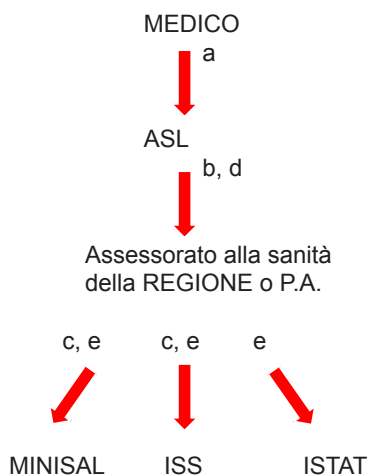 MEDICO
a
ASL
b, d
Assessorato alla sanità
della REGIONE o P.A.
c, e c, e e
MINISAL ISS ISTAT